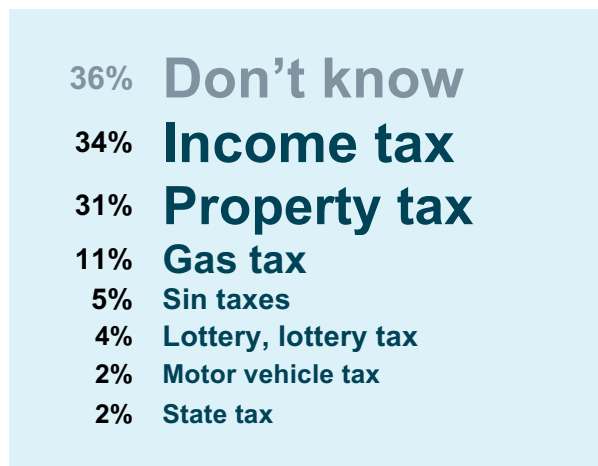 36% Don’t know
34% Income tax
31% Property tax
11% Gas tax
5% Sin taxes
4% Lottery, lottery tax
2% Motor vehicle tax
2% State tax